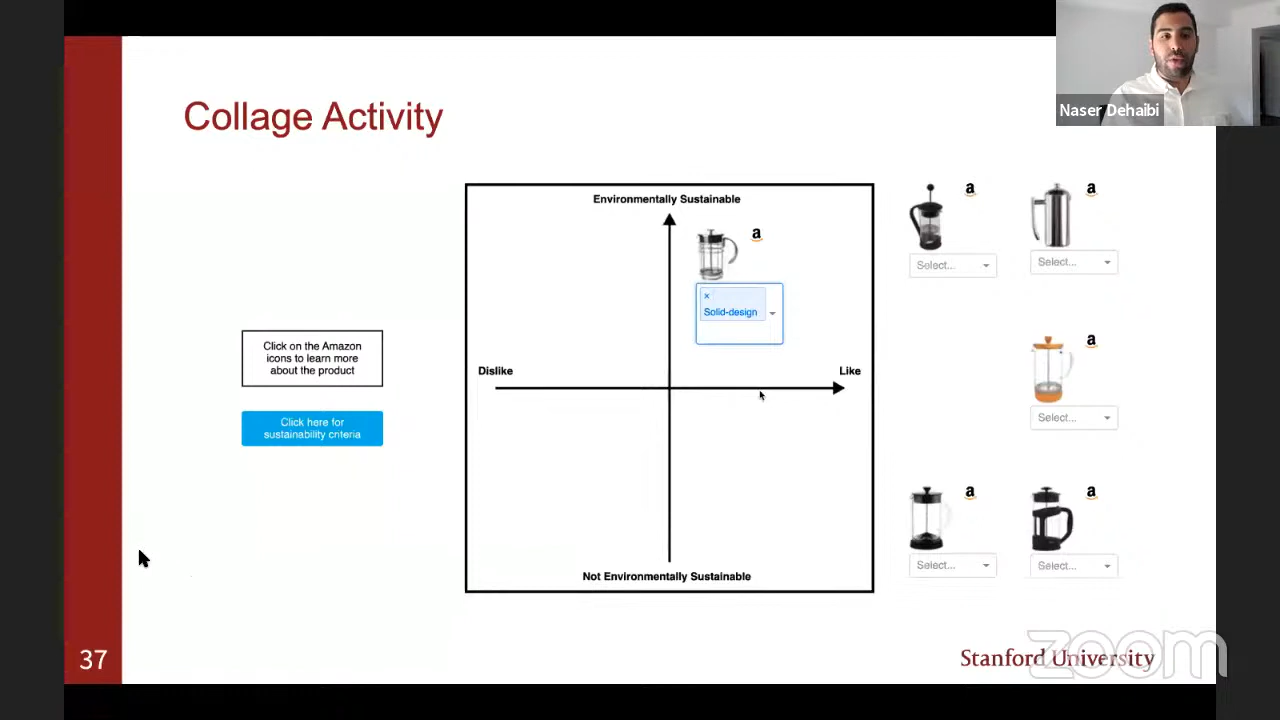 Collage Activity
Naser Dehaibi
Environmentally Sustainable
a
a
a
Select...
Select...
×
Solid-design
Click on the Amazon
icons to learn more
about the product
a
Select...
Dislike
Like
Click here for
sustainability criteria
a
a
Select...
Select...
Not Environmentally Sustainable
37
Stanford University
zoom